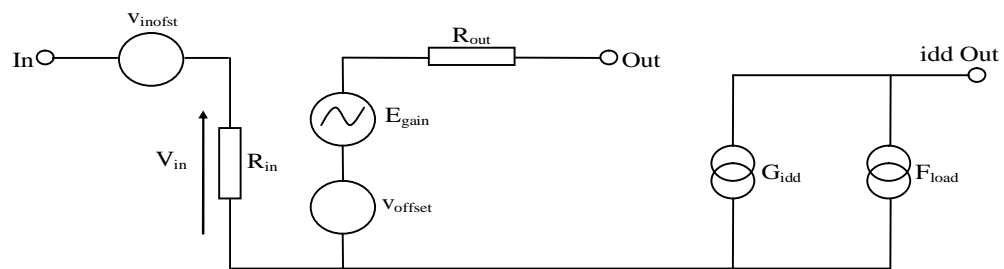 vinofst
In
Rout
Out
idd Out
Egain
Vin
Rin
Gidd
Fload
voffset